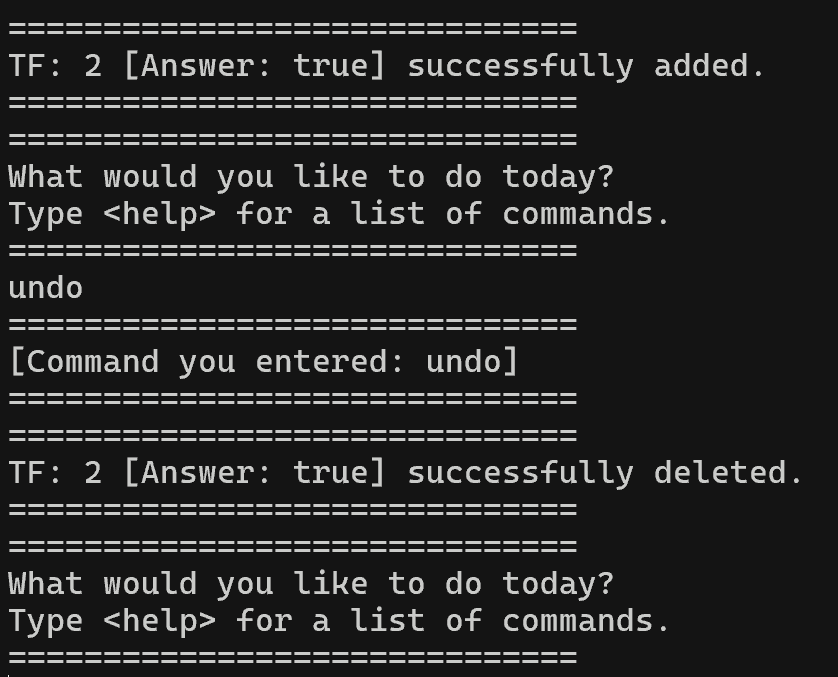 ==============================
TF: 2 [Answer: true] successfully added.
==============================
==============================
What would you like to do today?
Type <help> for a list of commands.
==============================
undo
==============================
[Command you entered: undo]
==============================
==============================
TF: 2 [Answer: true] successfully deleted.
==============================
==============================
What would you like to do today?
Type <help> for a list of commands.
==============================